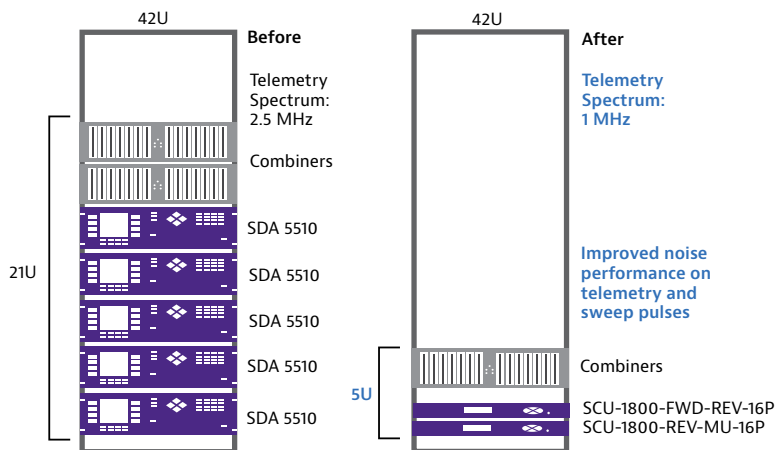 42U
Before
Telemetry
Spectrum:
2.5 MHz
Combiners
SDA 5510
SDA 5510
21U
SDA 5510
SDA 5510
SDA 5510
42U
After
Telemetry
Spectrum:
1 MHz
Improved noise
performance on
telemetry and
sweep pulses
Combiners
5U
SCU-1800-FWD-REV-16P
SCU-1800-REV-MU-16P